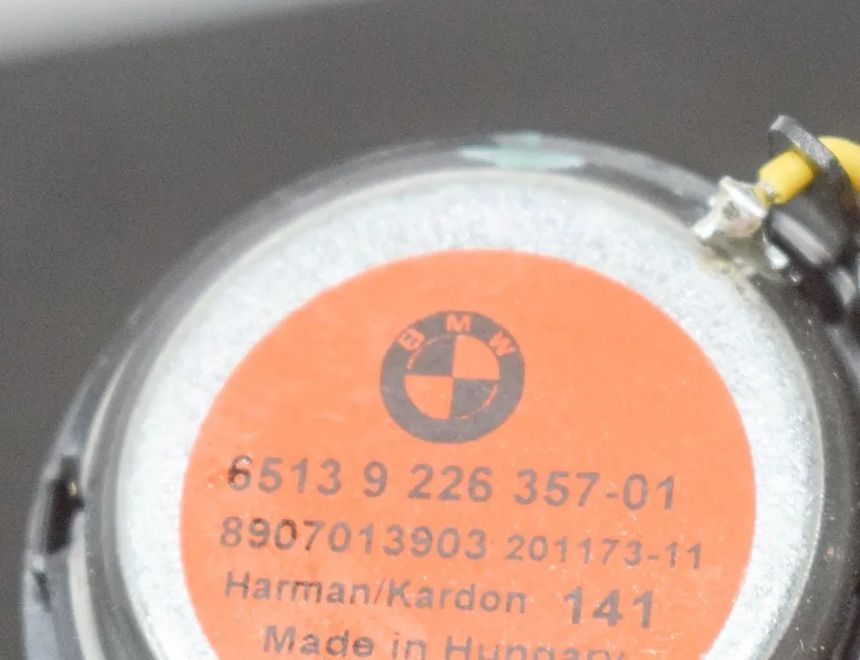 BMW
6513 9 226 357-01
8907013903 201173-11
Harman/Kardon 141
Made in Hungary